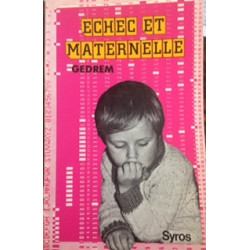 ECHEC ET
MATERNELLE
GEDREM
Syros